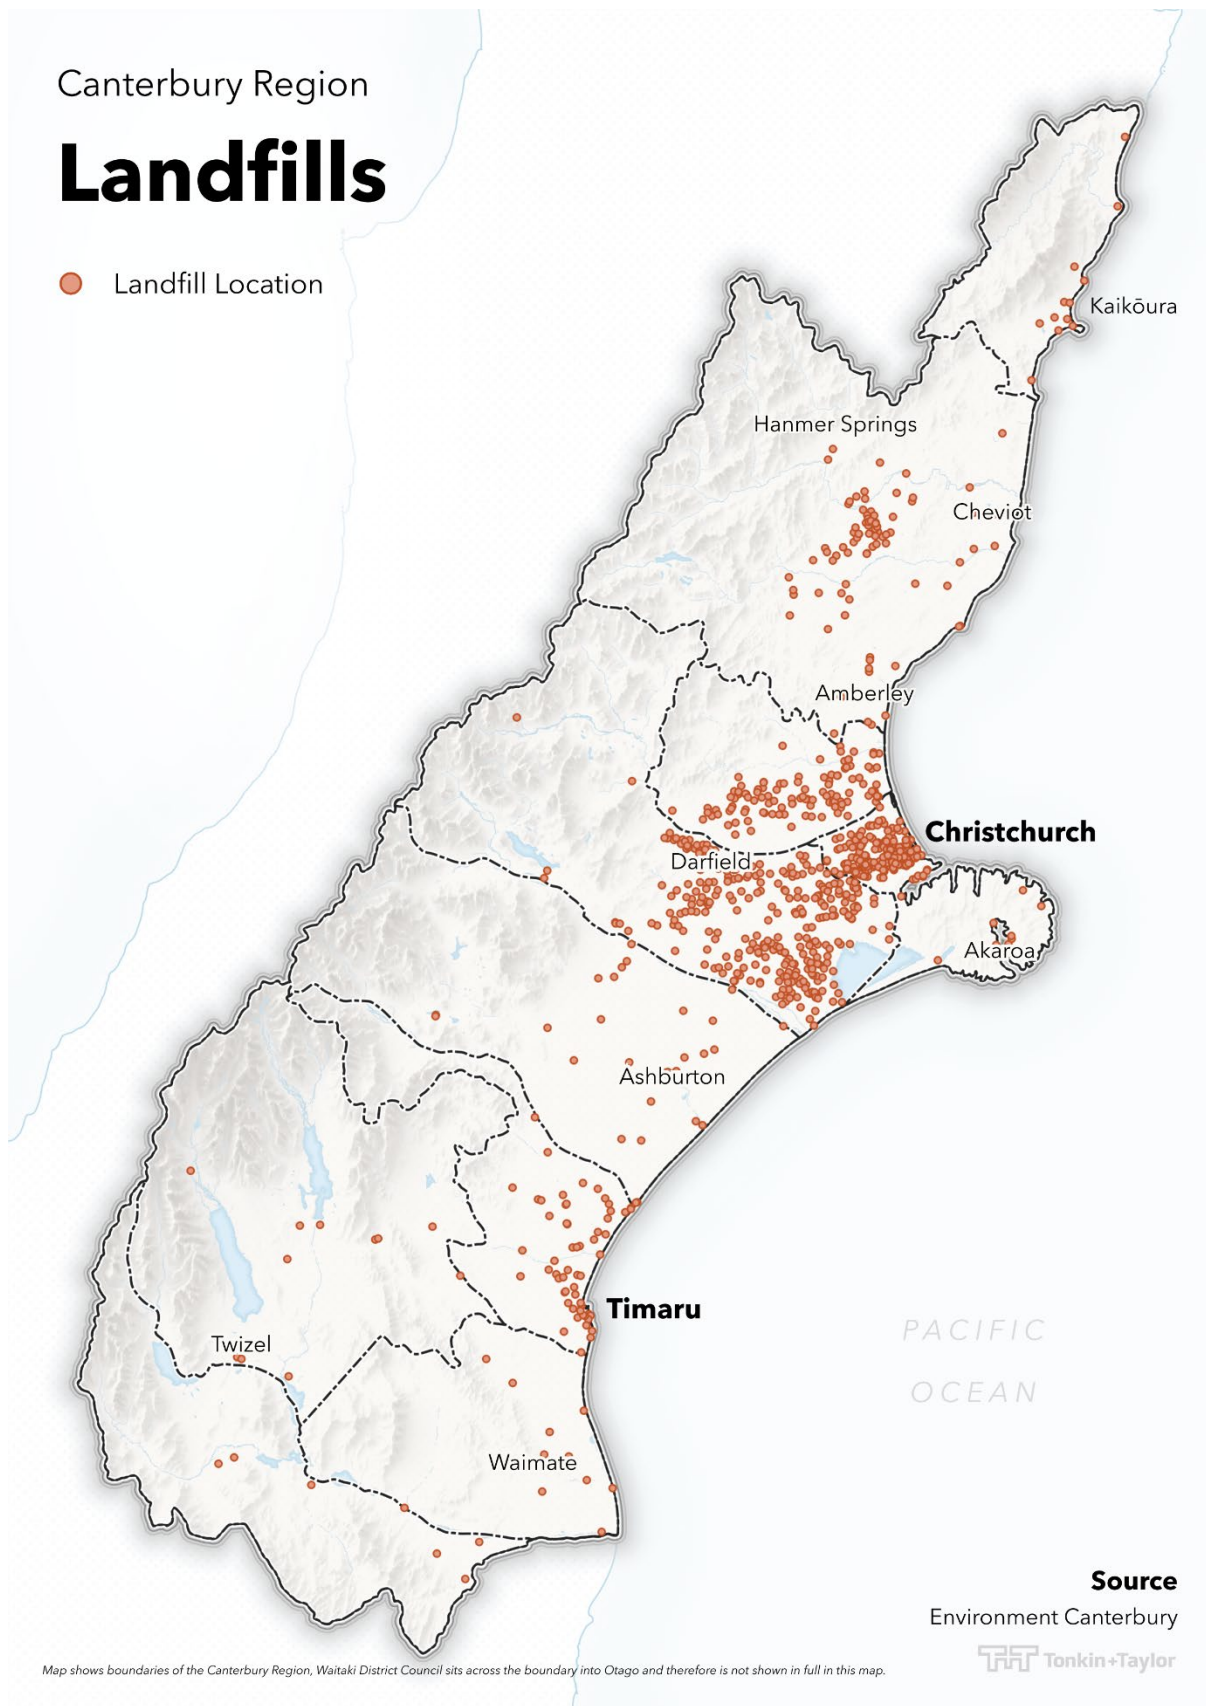 Canterbury Region
Landfills
Landfill Location
Kaikōura
Hanmer Springs
Cheviot
Amberley
Christchurch
Darfield
Akaroa
Ashburton
Timaru
PACIFIC
OCEAN
Twizel
Waimate
Source
Environment Canterbury
Tonkin+Taylor
Map shows boundaries of the Canterbury Region, Waitaki District Council sits across the boundary into Otago and therefore is not shown in full in this map.